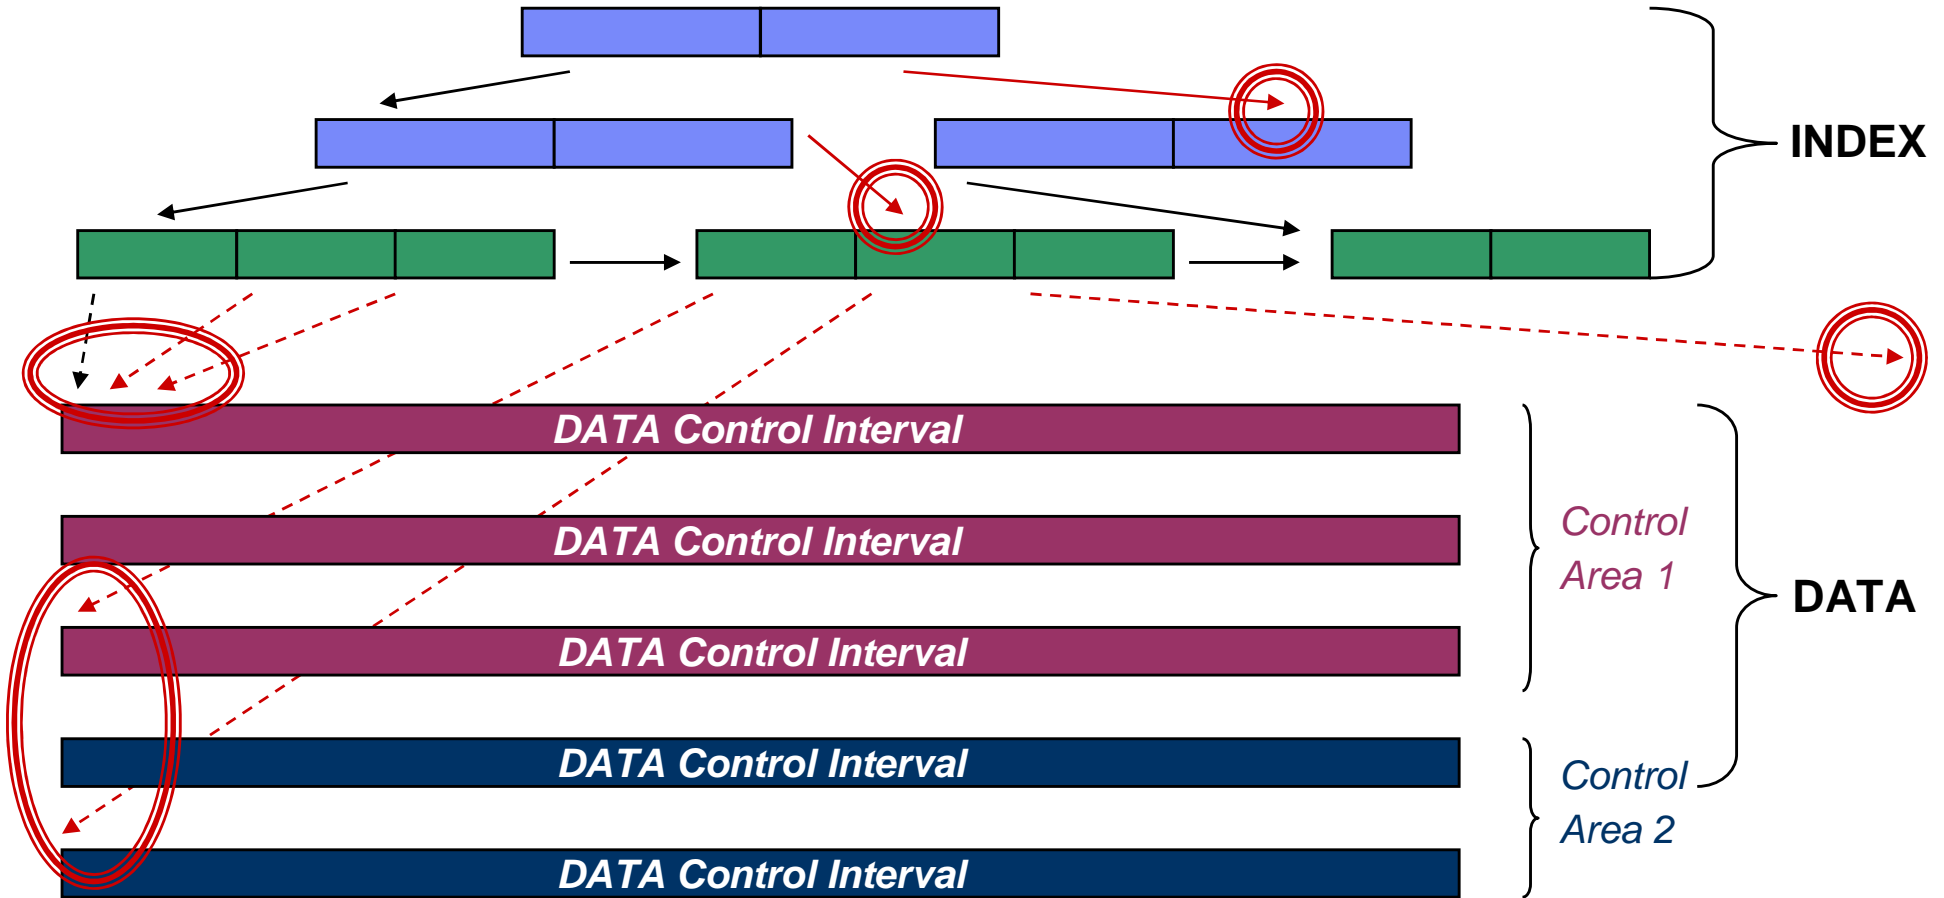 INDEX
DATA Control Interval
DATA Control Interval
Control
Area 1
DATA
DATA Control Interval
DATA Control Interval
Control
Area 2
DATA Control Interval